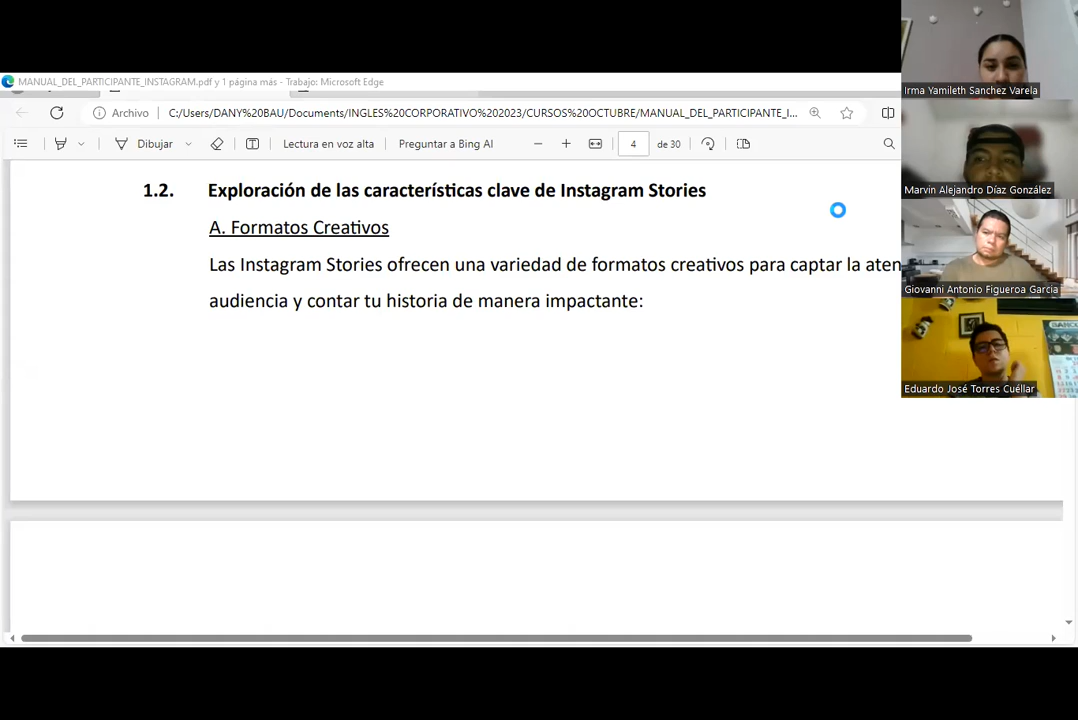 MANUAL_DEL_PARTICIPANTE_INSTAGRAM.pdf y 1 página más - Trabajo: Microsoft Edge
Archivo
C:/Users/DANY%20BAU/Documents/INGLES%20CORPORATIVO%202023/CURSOS%20OCTUBRE/MANUAL_DEL_PARTICIPANTE_I...
Dibujar
Lectura en voz alta
Preguntar a Bing AI
4
de 30
1.2. Exploración de las características clave de Instagram Stories
A. Formatos Creativos
Las Instagram Stories ofrecen una variedad de formatos creativos para captar la aten
audiencia y contar tu historia de manera impactante:
Irma Yamileth Sanchez Varela
Marvin Alejandro Díaz González
Giovanni Antonio Figueroa García
Eduardo José Torres Cuéllar